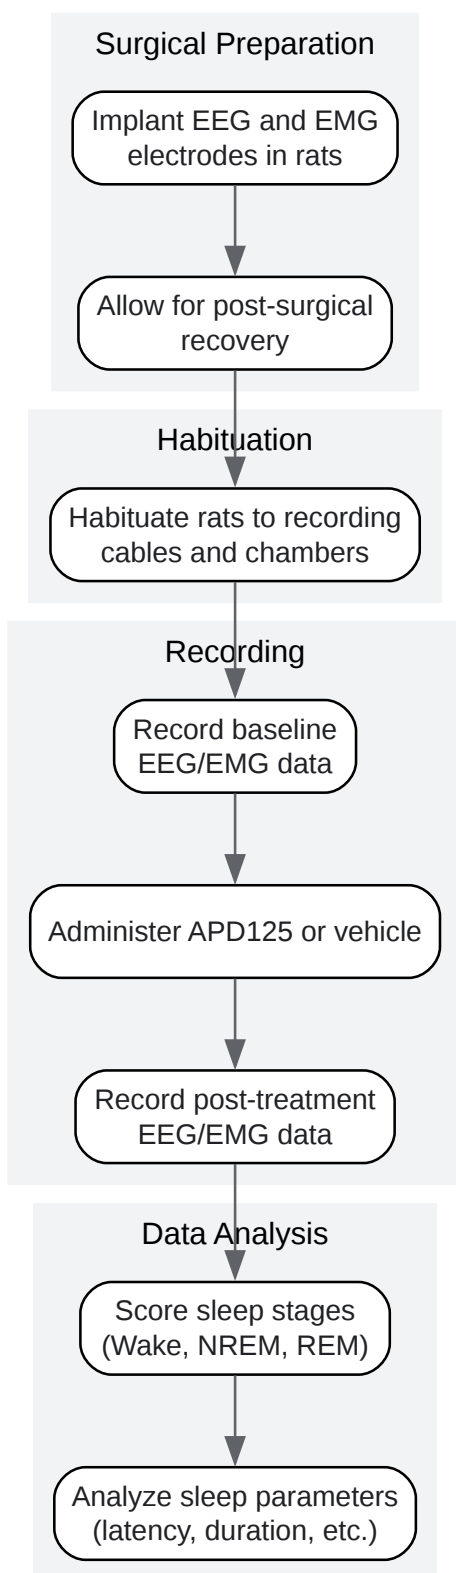 Surgical Preparation
Implant EEG and EMG
electrodes in rats
Allow for post-surgical
recovery
Habituation
Habituate rats to recording
cables and chambers
Recording
Record baseline
EEG/EMG data
Administer APD125 or vehicle
Record post-treatment
EEG/EMG data
Data Analysis
Score sleep stages
(Wake, NREM, REM)
Analyze sleep parameters
(latency, duration, etc.)